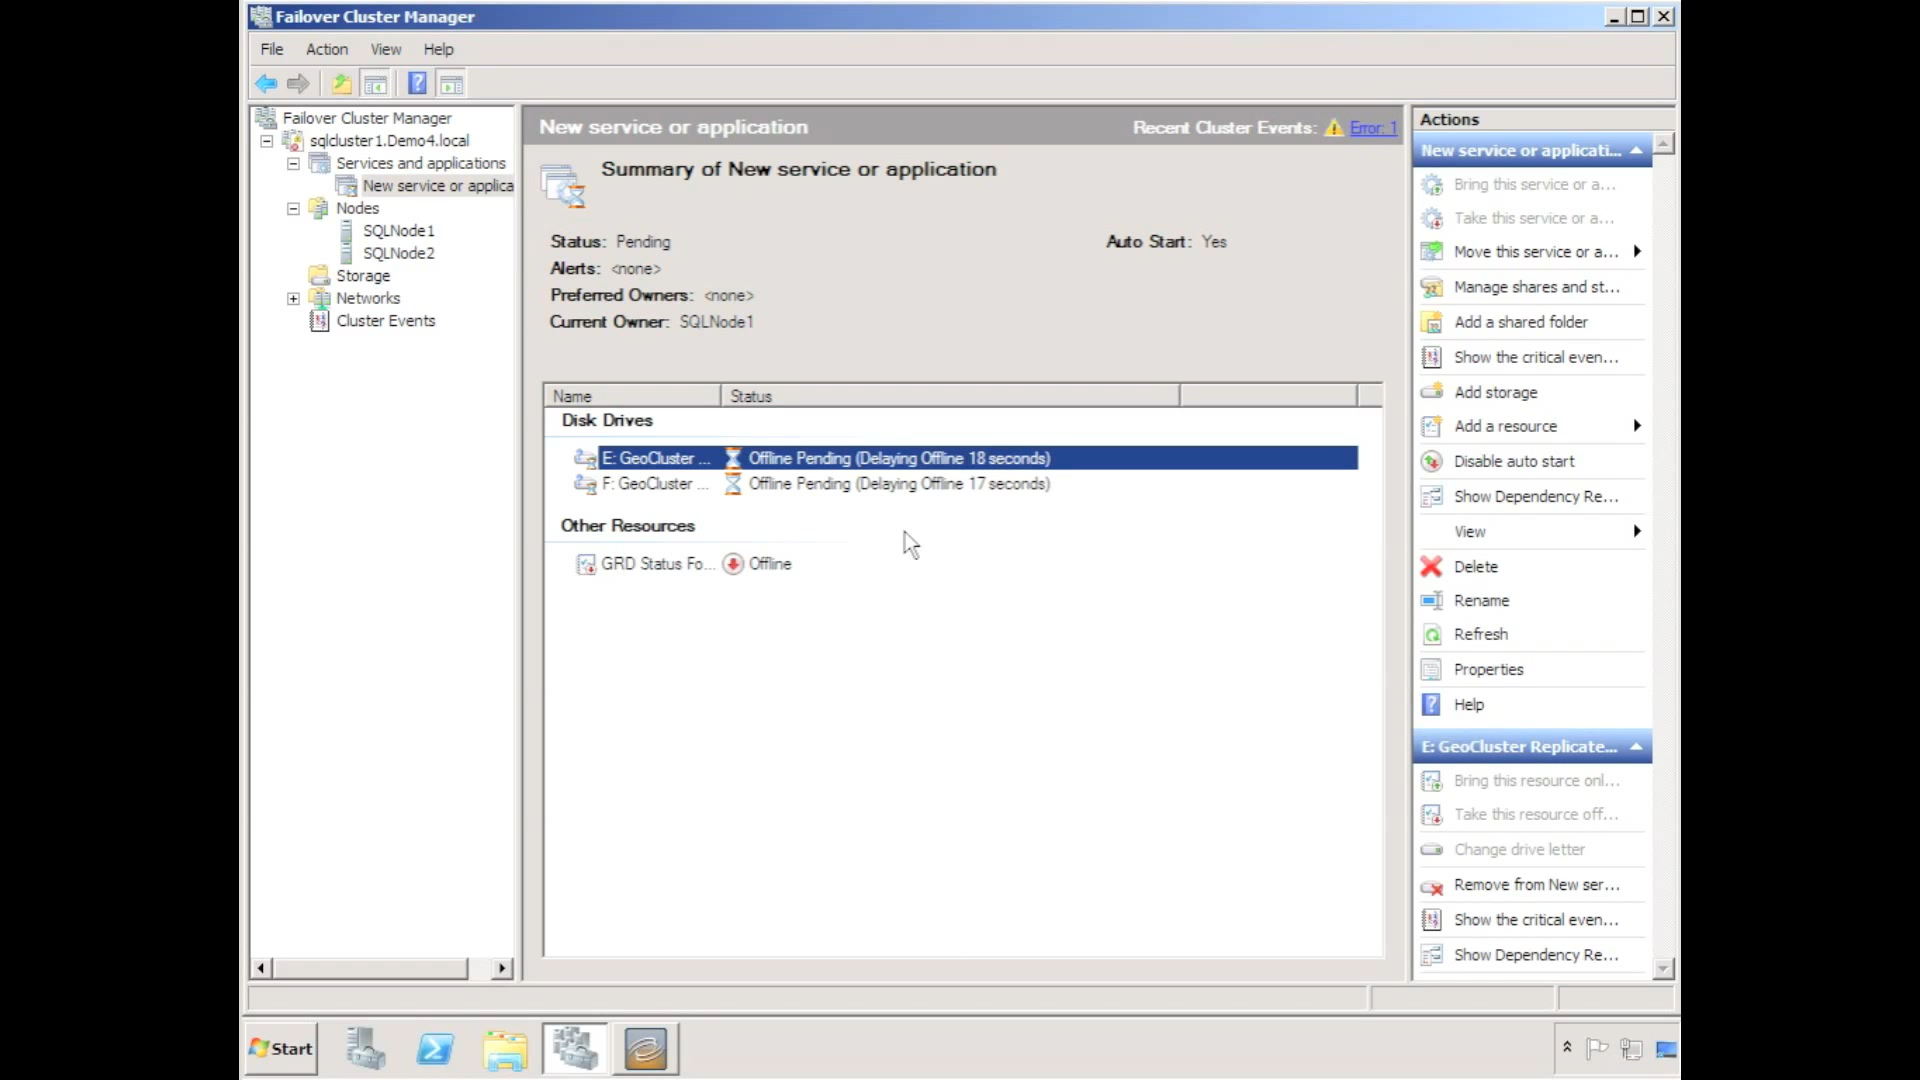 Failover Cluster Manager
File Action View Help
Failover Cluster Manager
sqlcluster1.Demo4.local
Services and applications
New service or applica
Nodes
SQLNode1
SQLNode2
Storage
Networks
Cluster Events
New service or application
Recent Cluster Events: Error: 1
Summary of New service or application
Status: Pending
Auto Start: Yes
Alerts: <none>
Preferred Owners: <none>
Current Owner: SQLNode1
Name Status
Disk Drives
E: GeoCluster ... Offline Pending (Delaying Offline 18 seconds)
F: GeoCluster ... Offline Pending (Delaying Offline 17 seconds)
Other Resources
GRD Status Fo... Offline
Actions
New service or applicati...
Bring this service or a...
Take this service or a...
Move this service or a...
Manage shares and st...
Add a shared folder
Show the critical even...
Add storage
Add a resource
Disable auto start
Show Dependency Re...
View
Delete
Rename
Refresh
Properties
Help
E: GeoCluster Replicate...
Bring this resource onl...
Take this resource off...
Change drive letter
Remove from New ser...
Show the critical even...
Show Dependency Re...
Start